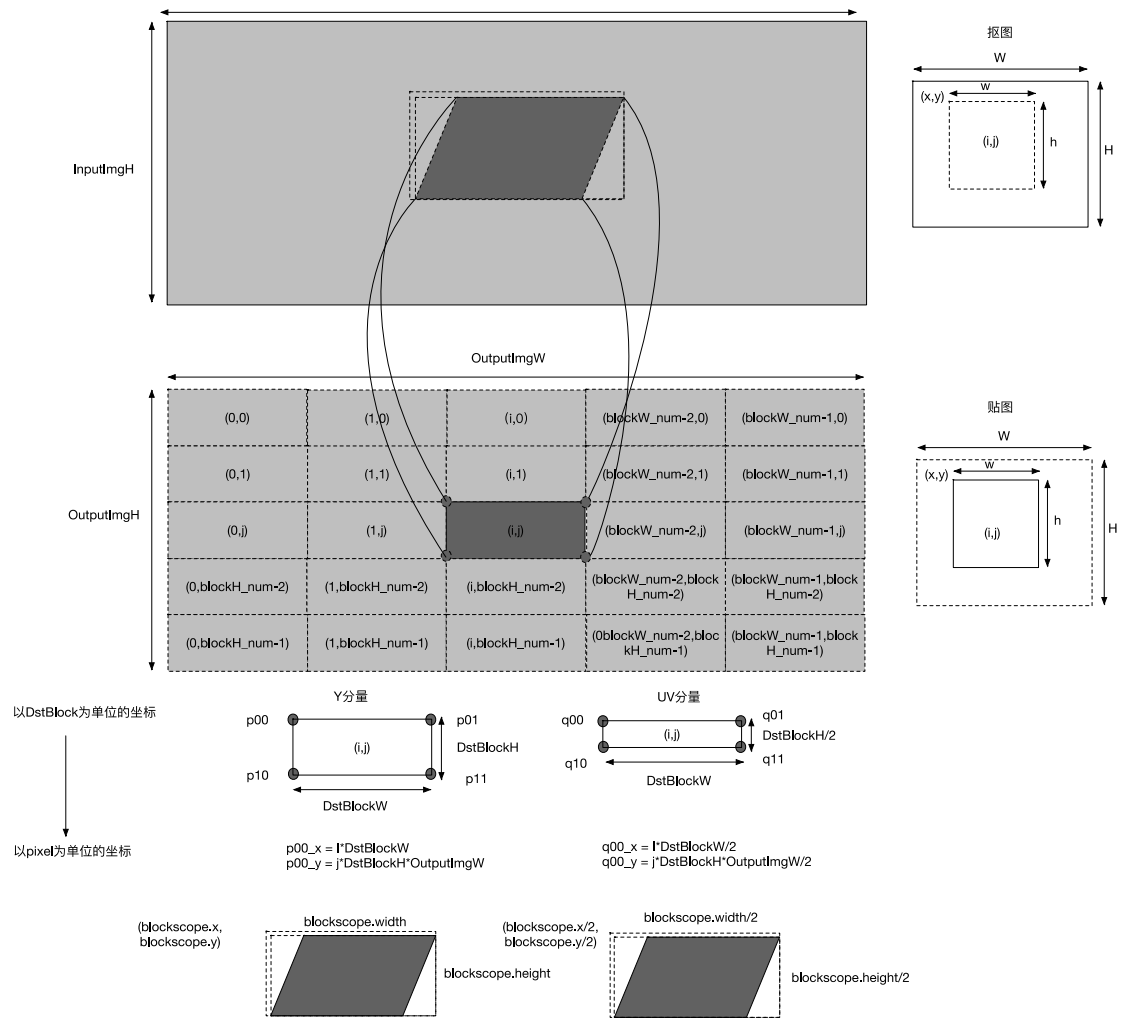 抠图
W
(x,y)
w
(i,j)
h
H
InputImgH
OutputImgW
OutputImgH
(0,0)
(1,0)
(i,0)
(blockW_num-2,0)
(blockW_num-1,0)
(0,1)
(1,1)
(i,1)
(blockW_num-2,1)
(blockW_num-1,1)
(0,j)
(1,j)
(i,j)
(blockW_num-2,j)
(blockW_num-1,j)
(0,blockH_num-2)
(1,blockH_num-2)
(i,blockH_num-2)
(blockW_num-2,block
H_num-2)
(blockW_num-1,block
H_num-2)
(0,blockH_num-1)
(1,blockH_num-1)
(i,blockH_num-1)
(0blockW_num-2,bloc
kH_num-1)
(blockW_num-1,block
H_num-1)
贴图
W
(x,y)
w
(i,j)
h
H
以DstBlock为单位的坐标
以pixel为单位的坐标
Y分量
p00
p01
(i,j)
DstBlockH
p10
p11
DstBlockW
p00_x = I*DstBlockW
p00_y = j*DstBlockH*OutputImgW
UV分量
q00
q01
(i,j)
DstBlockH/2
q10
q11
DstBlockW
q00_x = I*DstBlockW/2
q00_y = j*DstBlockH*OutputImgW/2
(blockscope.x,
blockscope.y)
blockscope.width
blockscope.height
(blockscope.x/2,
blockscope.y/2)
blockscope.width/2
blockscope.height/2